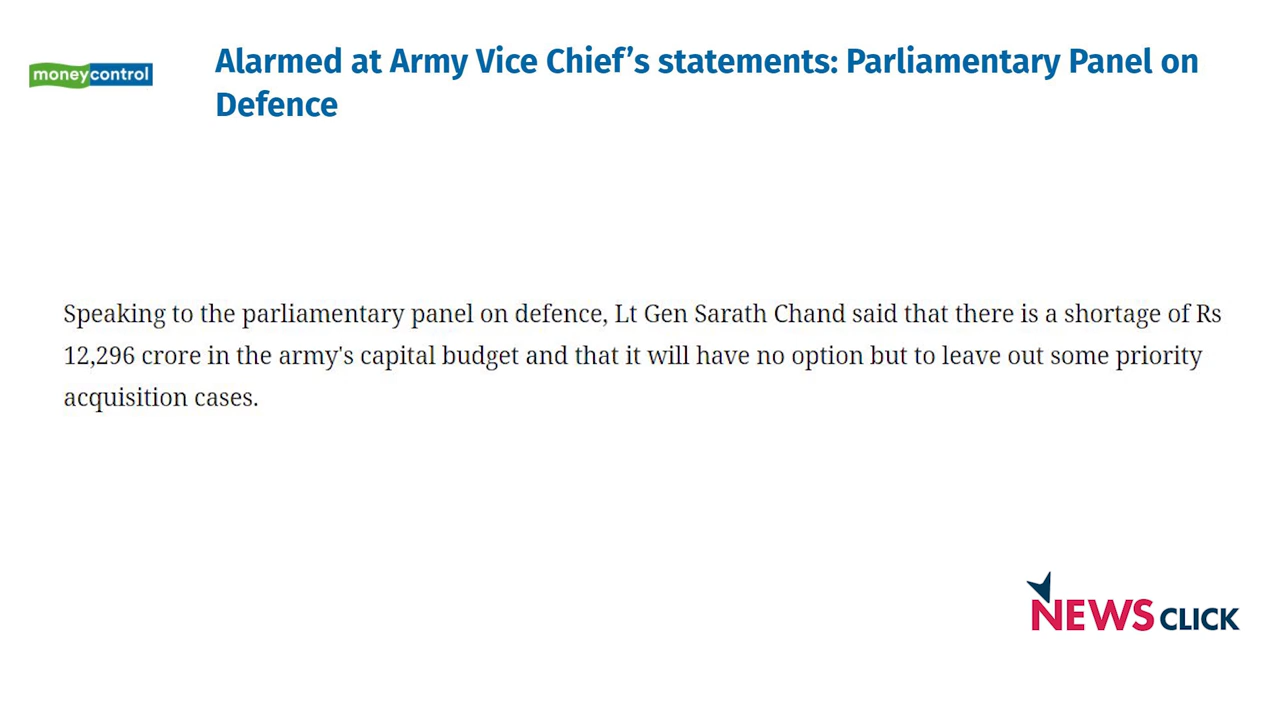 moneycontrol
Alarmed at Army Vice Chief’s statements: Parliamentary Panel on
Defence
Speaking to the parliamentary panel on defence, Lt Gen Sarath Chand said that there is a shortage of Rs
12,296 crore in the army's capital budget and that it will have no option but to leave out some priority
acquisition cases.
NEWSCLICK